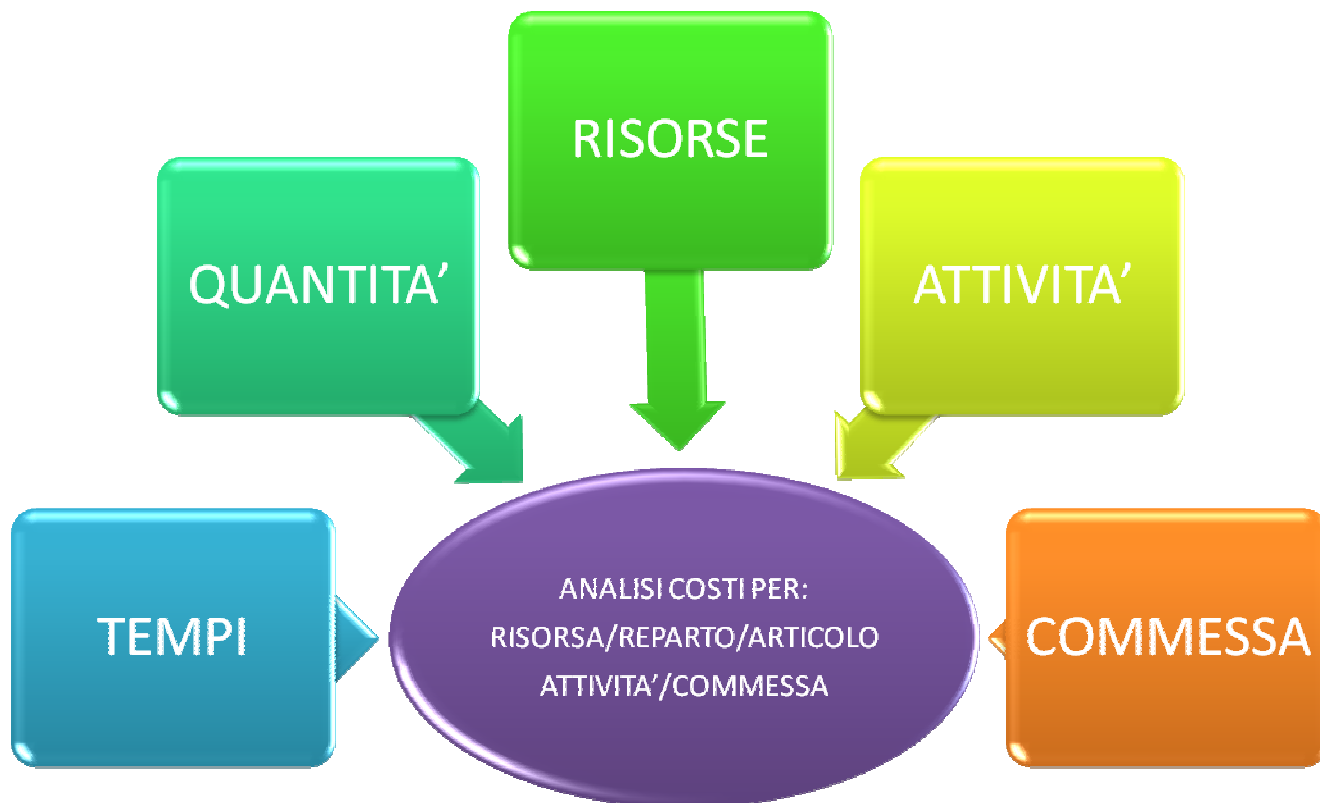 RISORSE
QUANTITA’
ATTIVITA’
TEMPI
ANALISI COSTI PER:
RISORSA/REPARTO/ARTICOLO
ATTIVITA’/COMMESSA
COMMESSA